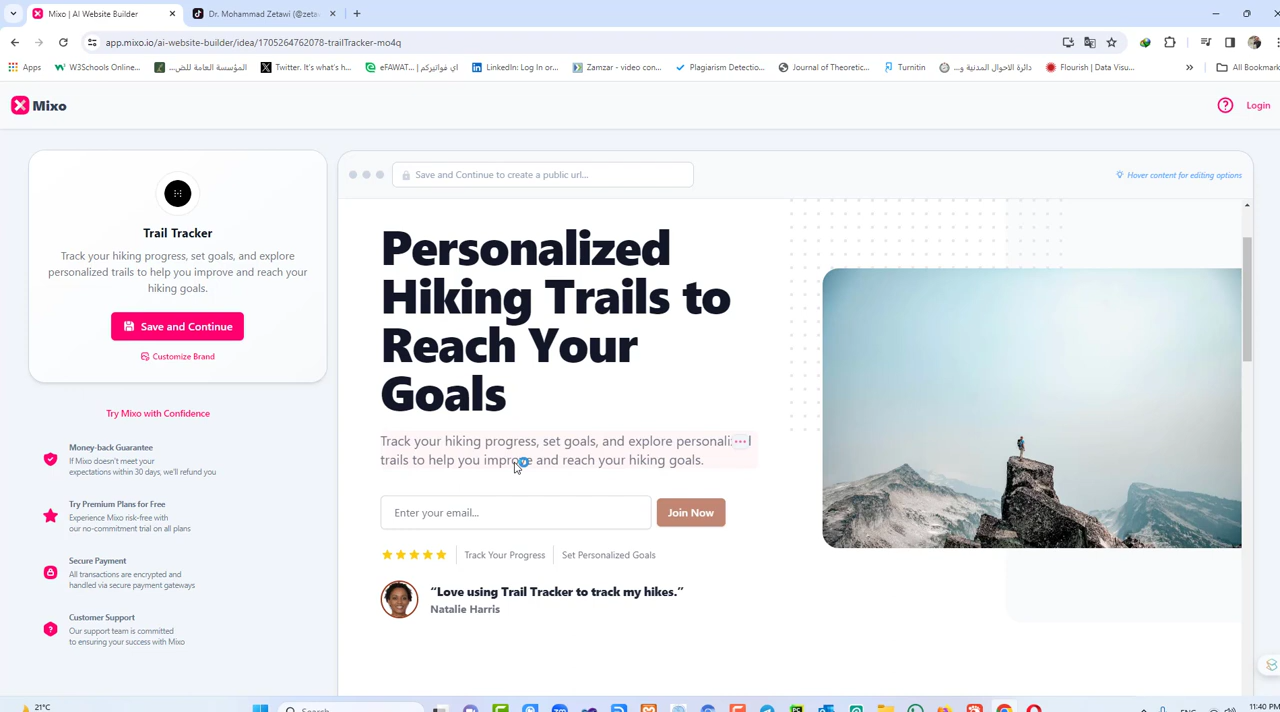 Mixo | AI Website Builder
Dr. Mohammad Zetawi (@zeta
app.mixo.io/ai-website-builder/idea/1705264762078-trailTracker-mo4q
Apps
W3Schools Online...
المؤسسة العامة للض...
Twitter. It's what's h...
eFAWAT... | مدفوعاتكم...
LinkedIn: Log In or...
Zamzar - video con...
Plagiarism Detectio...
Journal of Theoretic...
Turnitin
دائرة الاحوال المدنية و...
Flourish | Data Visu...
»
All Bookmark
Mixo
Login
Trail Tracker
Track your hiking progress, set goals, and explore
personalized trails to help you improve and reach your
hiking goals.
Save and Continue
Customize Brand
Try Mixo with Confidence
Money-back Guarantee
If Mixo doesn't meet your
expectations within 30 days, we'll refund you
Try Premium Plans for Free
Experience Mixo risk-free with
our no-commitment trial on all plans
Secure Payment
All transactions are encrypted and
handled via secure payment gateways
Customer Support
Our support team is committed
to ensuring your success with Mixo
Save and Continue to create a public url...
Hover content for editing options
Personalized
Hiking Trails to
Reach Your
Goals
Track your hiking progress, set goals, and explore
trails to help you improve and reach your hiking goals.
Enter your email...
Join Now
Track Your Progress
Set Personalized Goals
“Love using Trail Tracker to track my hikes.”
Natalie Harris
21°C
Search
11:40 PM